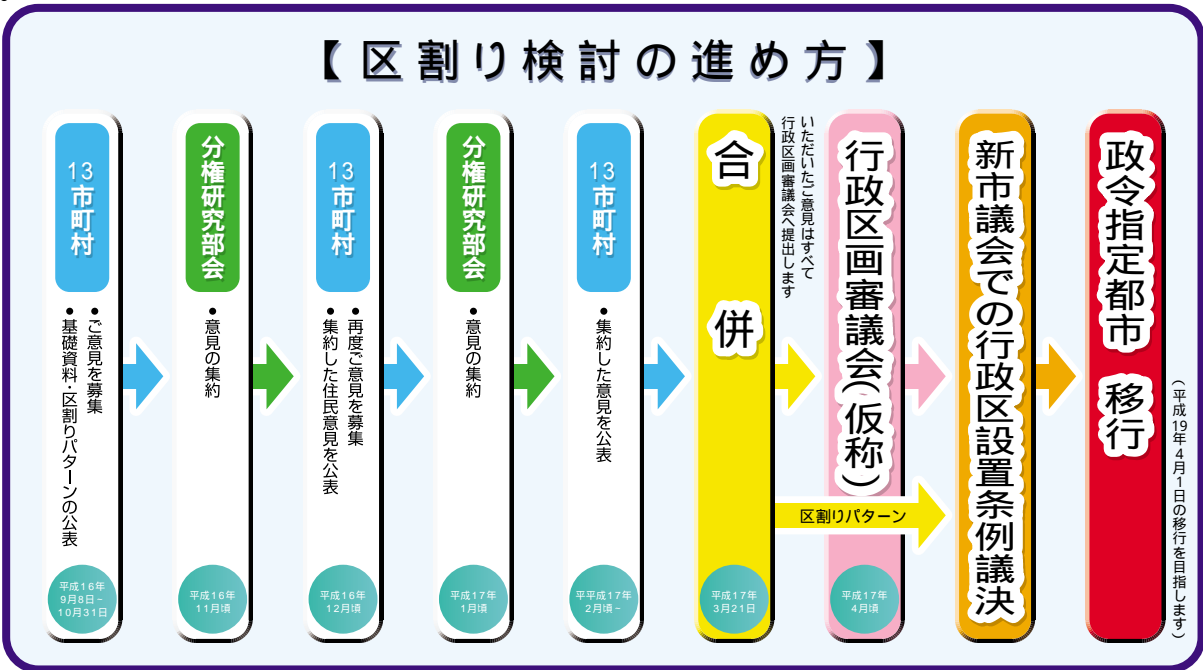 【区割り検討の進め方】
13
市町村
● 基礎資料・区割りパターンの公表
● ご意見を募集
平成16年
9月8日~
10月31日
分権研究部会
● 意見の集約
平成16年
11月頃
13
市町村
● 集約した住民意見を公表
● 再度ご意見を募集
平成16年
12月頃
分権研究部会
● 意見の集約
平成17年
1月頃
13
市町村
● 集約した意見を公表
平平成17年
2月頃~
合併
平成17年
3月21日
いただいたご意見はすべて
行政区画審議会へ提出します
行政区画審議会(仮称)
平成17年
4月頃
区割りパターン
新市議会での行政区設置条例議決
政令指定都市 移行
(平成19年4月1日の移行を目指します)